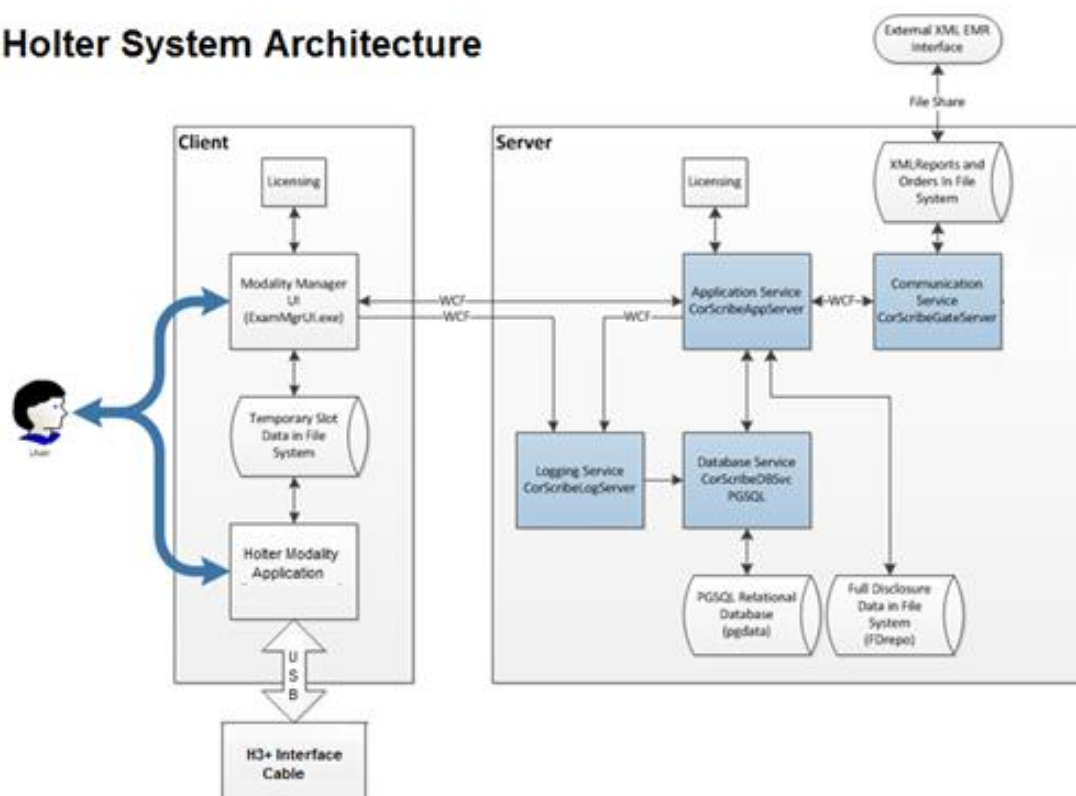 Holter System Architecture
External XML EMR
Interface
File Share
Client
Server
Licensing
Licensing
XMLReports and
Orders In File
System
Modality Manager
UI
(ExamMgrUI.exe)
WCF
WCF
WCF
Application Service
CorScribeAppServer
WCF
Communication
Service
CorScribeGateServer
User
Temporary Slot
Data in File
System
Logging Service
CorScribeLogServer
Database Service
CorScribeDBSvc
PGSQL
Holter Modality
Application
PGSQL Relational
Database
(pgdata)
Full Disclosure
Data in File
System
(FDrepo)
U
S
B
H3+ Interface
Cable